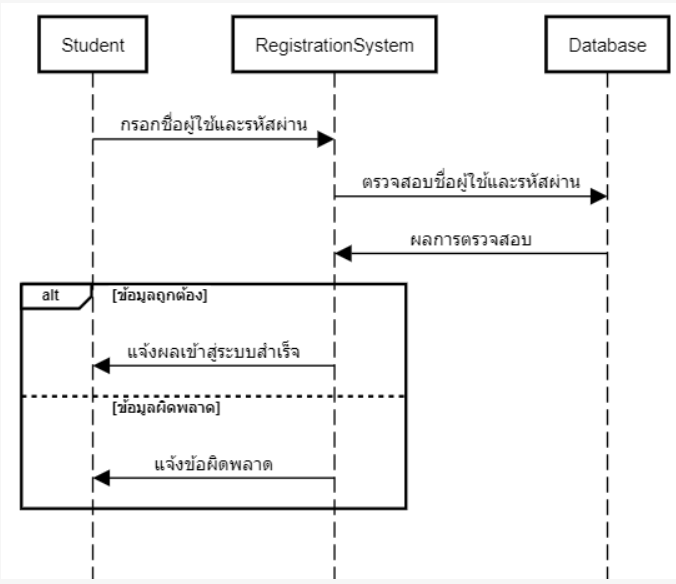 Student
RegistrationSystem
Database
กรอกชื่อผู้ใช้และรหัสผ่าน
ตรวจสอบชื่อผู้ใช้และรหัสผ่าน
ผลการตรวจสอบ
alt
[ข้อมูลถูกต้อง]
แจ้งผลเข้าสู่ระบบสำเร็จ
[ข้อมูลผิดพลาด]
แจ้งข้อผิดพลาด